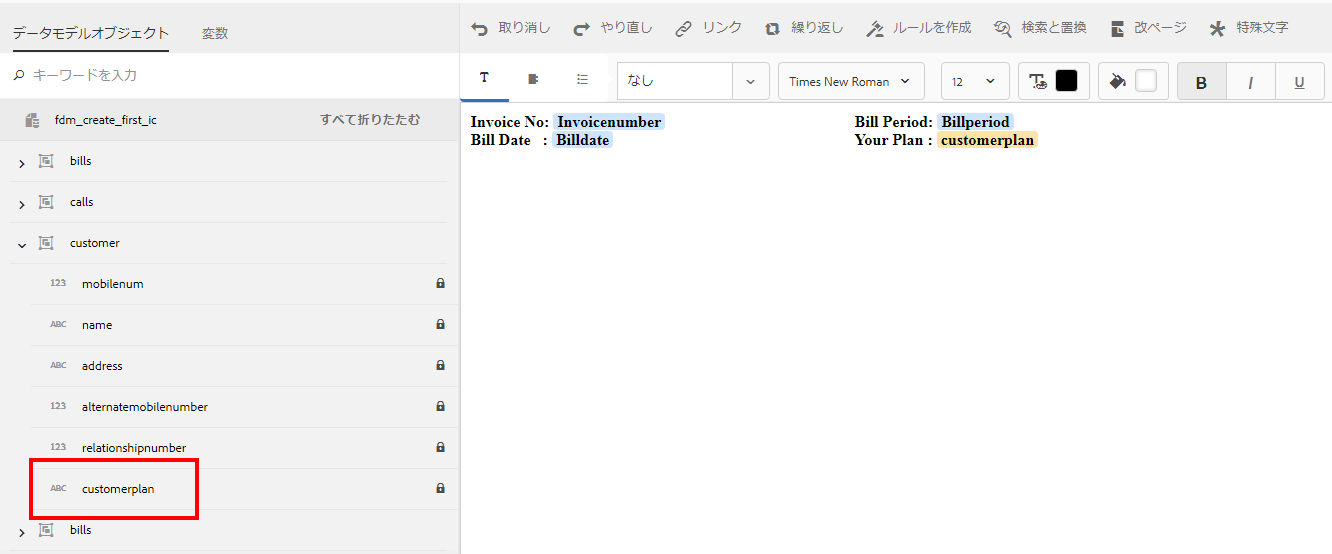 データモデルオブジェクト 変数
キーワードを入力
fdm_create_first_ic すべて折りたたむ
bills
calls
customer
123 mobilenum
ABC name
ABC address
123 alternatemobilenumber
123 relationshipnumber
ABC customerplan
bills
取り消し やり直し リンク 繰り返し ルールを作成 検索と置換 改ページ 特殊文字
T なし Times New Roman 12 T B I U
Invoice No: Invoicenumber Bill Period: Billperiod
Bill Date : Billdate Your Plan : customerplan